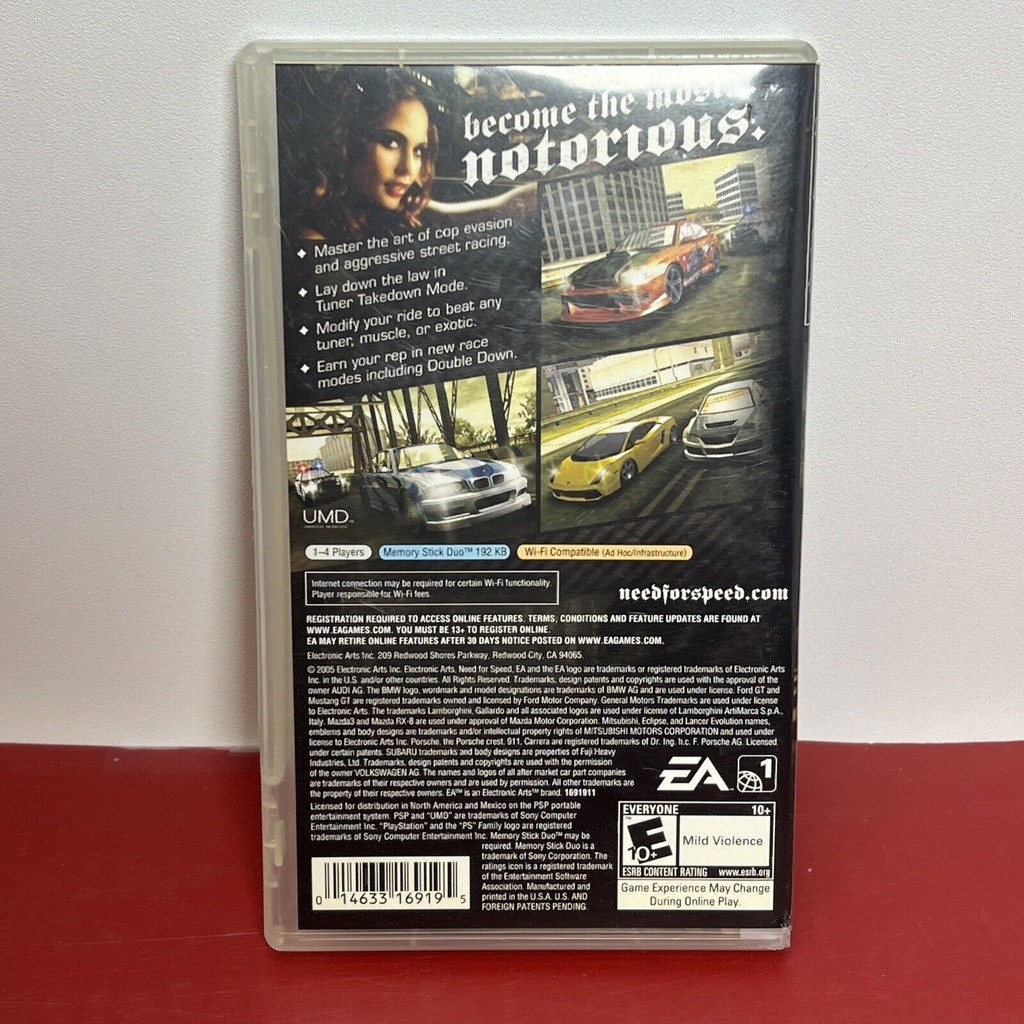 become the most
notorious.
Master the art of cop evasion
and aggressive street racing.
Lay down the law in
Tuner Takedown Mode.
Modify your ride to beat any
tuner, muscle, or exotic.
Earn your rep in new race
modes including Double Down.
UMD
1–4 Players
Memory Stick Duo™ 192 KB
Wi-Fi Compatible (Ad Hoc/Infrastructure)
Internet connection may be required for certain Wi-Fi functionality.
Player responsible for Wi-Fi fees.
needforspeed.com
REGISTRATION REQUIRED TO ACCESS ONLINE FEATURES. TERMS, CONDITIONS AND FEATURE UPDATES ARE FOUND AT
WWW.EAGAMES.COM. YOU MUST BE 13+ TO REGISTER ONLINE.
EA MAY RETIRE ONLINE FEATURES AFTER 30 DAYS NOTICE POSTED ON WWW.EAGAMES.COM.
Electronic Arts Inc. 209 Redwood Shores Parkway, Redwood City, CA 94065.
© 2005 Electronic Arts Inc. Electronic Arts, Need for Speed, EA and the EA logo are trademarks or registered trademarks of Electronic Arts
Inc. in the U.S. and/or other countries. All Rights Reserved. Trademarks, design patents and copyrights are used with the approval of the
owner AUDI AG. The BMW logo, wordmark and model designations are trademarks of BMW AG and are used under license. Ford GT and
Mustang GT are registered trademarks owned and licensed by Ford Motor Company. General Motors Trademarks are used under license
to Electronic Arts. The trademarks Lamborghini, Gallardo and all associated logos are used under license of Lamborghini ArtiMarca S.p.A.,
Italy. Mazda3 and Mazda RX-8 are used under approval of Mazda Motor Corporation. Mitsubishi, Eclipse, and Lancer Evolution names,
emblems and body designs are trademarks and/or intellectual property rights of MITSUBISHI MOTORS CORPORATION and used under
license to Electronic Arts Inc. Porsche, the Porsche crest, 911, Carrera are registered trademarks of Dr. Ing. h.c. F. Porsche AG. Licensed
under certain patents. SUBARU trademarks and body designs are properties of Fuji Heavy
Industries, Ltd. Trademarks, design patents and copyrights are used with the permission
of the owner VOLKSWAGEN AG. The names and logos of all after market car part companies
are trademarks of their respective owners and are used by permission. All other trademarks are
the property of their respective owners. EA™ is an Electronic Arts™ brand. 1691911
EA™
1
Licensed for distribution in North America and Mexico on the PSP portable
entertainment system. PSP and "UMD" are trademarks of Sony Computer
Entertainment Inc. "PlayStation" and the "PS" Family logo are registered
trademarks of Sony Computer Entertainment Inc. Memory Stick Duo™ may be
required. Memory Stick Duo is a
trademark of Sony Corporation. The
ratings icon is a registered trademark
of the Entertainment Software
Association. Manufactured and
printed in the U.S.A. U.S. AND
FOREIGN PATENTS PENDING.
0 14633 16919 5
EVERYONE 10+
E 10+
Mild Violence
ESRB CONTENT RATING www.esrb.org
Game Experience May Change
During Online Play.